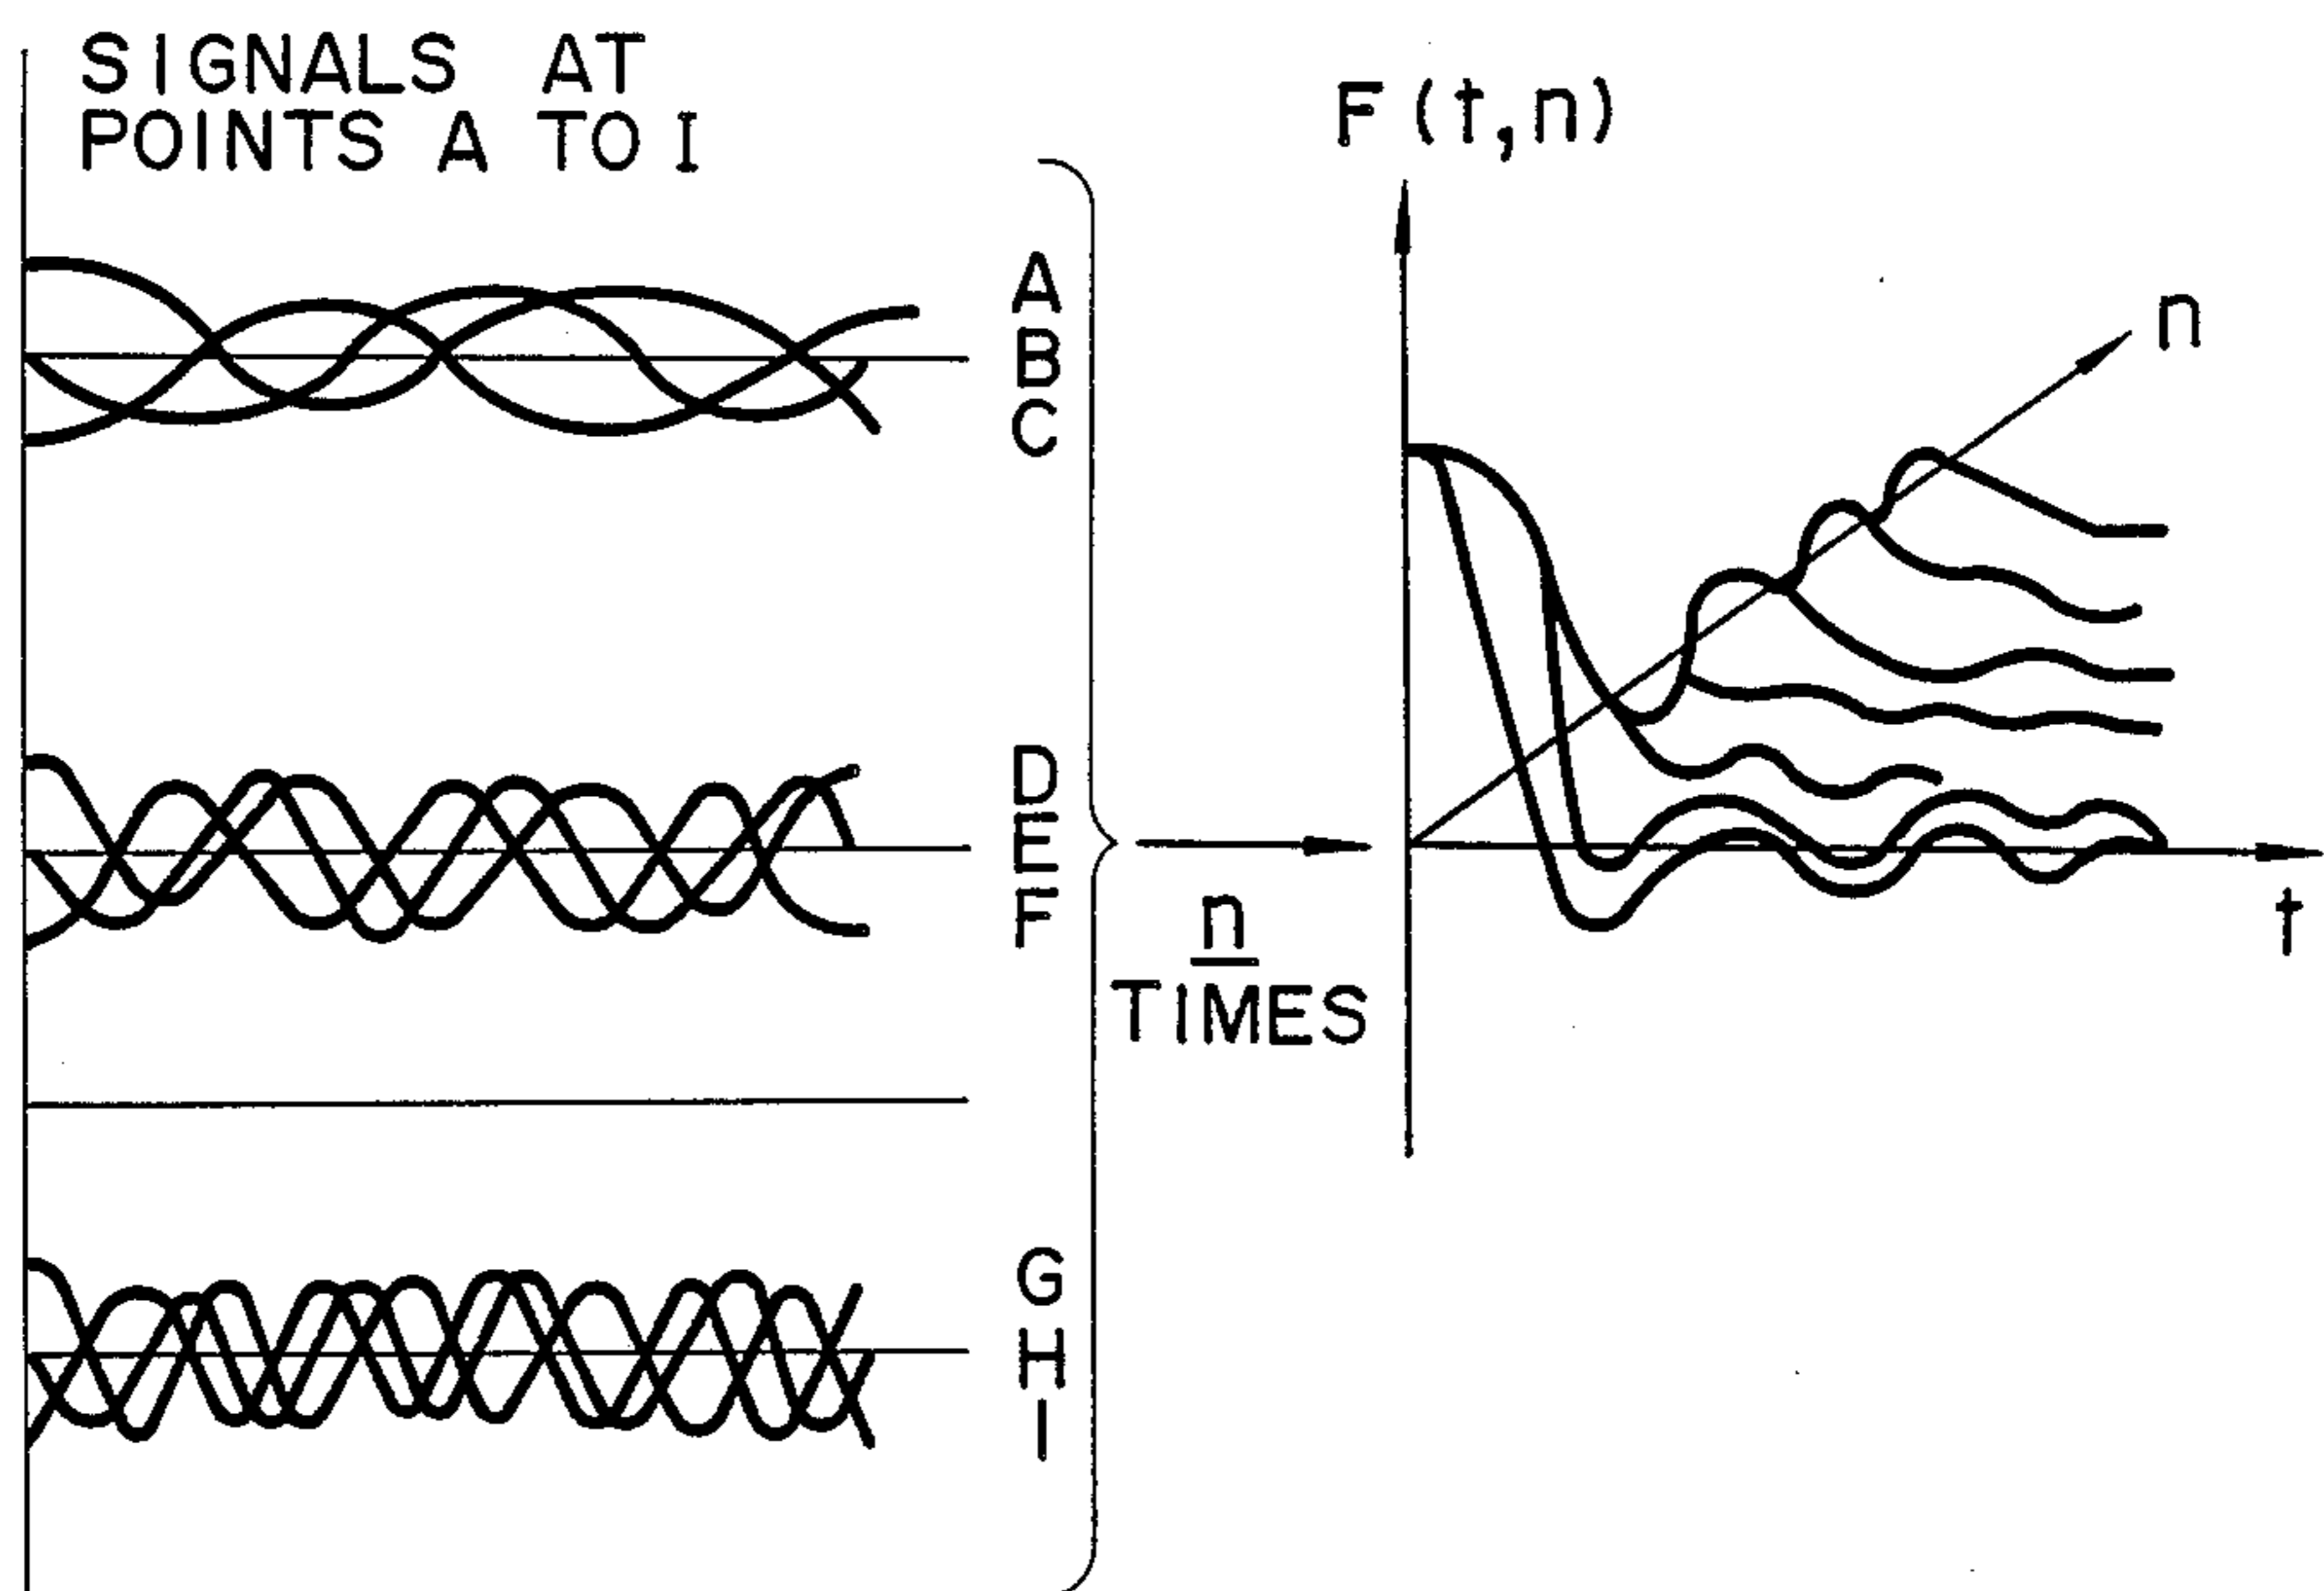 SIGNALS AT
POINTS A TO I
A
B
C
D
E
F
G
H
I
n
TIMES
F(t,n)
n
t